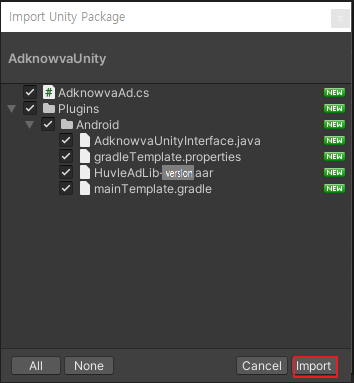 Import Unity Package
AdknowvaUnity
AdknowvaAd.cs NEW
Plugins NEW
Android NEW
AdknowvaUnityInterface.java NEW
gradleTemplate.properties NEW
HuvleAdLib-version aar NEW
mainTemplate.gradle NEW
All None Cancel Import